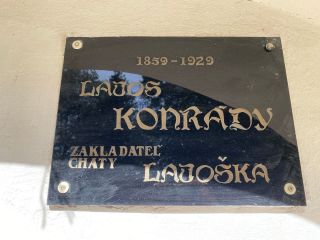 1859-1929
LAJOS
KONRÁDY
ZAKLADATEĽ
CHATY
LAJOŠKA